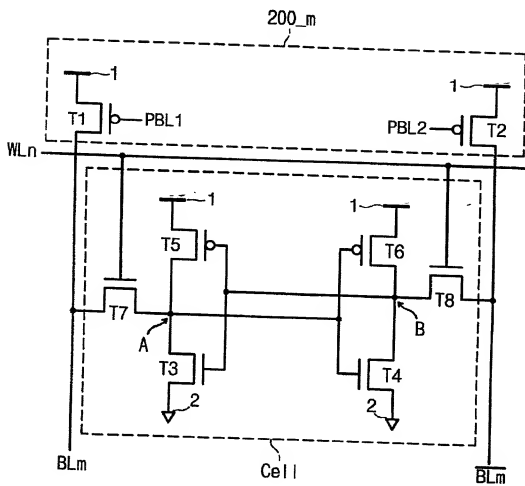 200_m
1
1
T1
PBL1
PBL2
T2
WLn
1
1
T5
T6
T7
T8
A
B
T3
T4
2
2
BLm
Cell
B̅L̅m̅